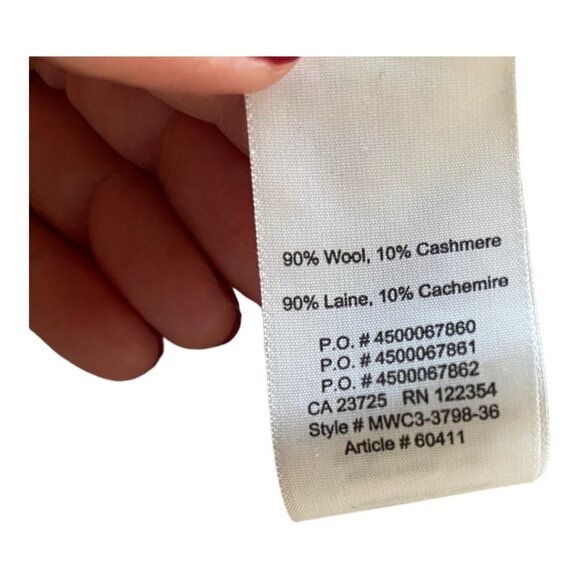 90% Wool, 10% Cashmere
90% Laine, 10% Cachemire
P.O. # 4500067860
P.O. # 4500067861
P.O. # 4500067862
CA 23725 RN 122354
Style # MWC3-3798-36
Article # 60411